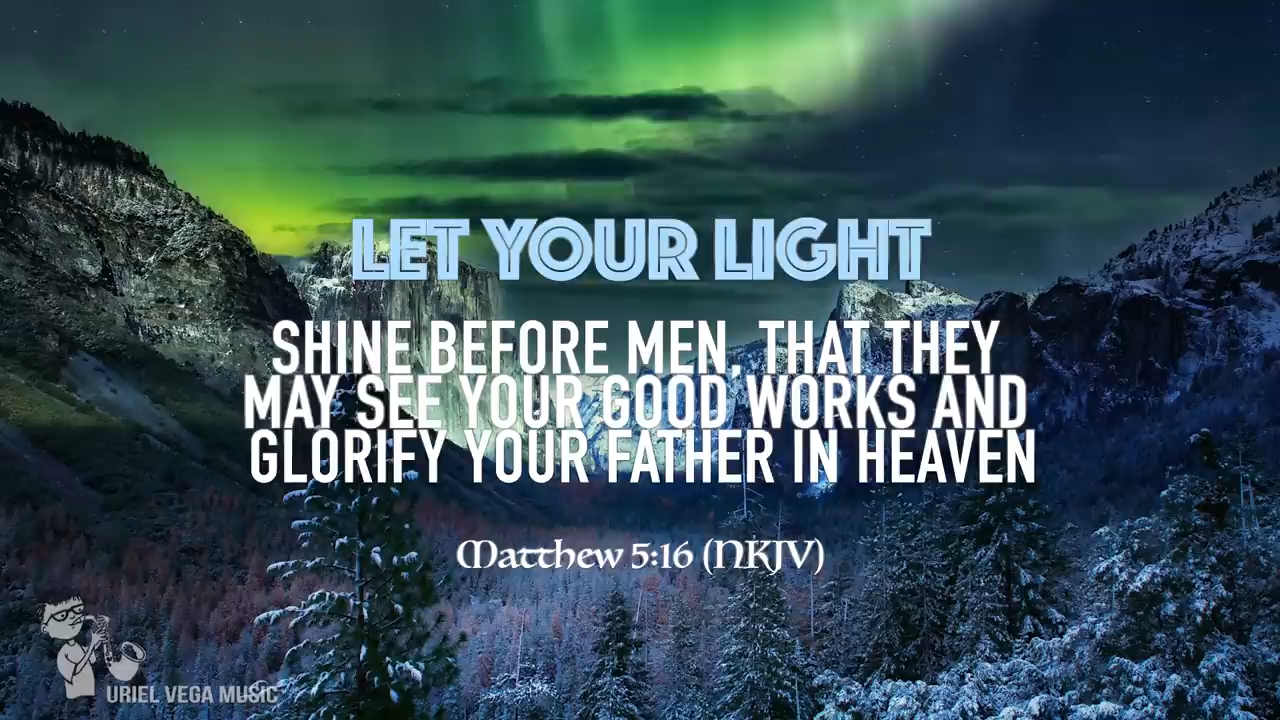 LET YOUR LIGHT
SHINE BEFORE MEN, THAT THEY
MAY SEE YOUR GOOD WORKS AND
GLORIFY YOUR FATHER IN HEAVEN
Matthew 5:16 (NKJV)
URIEL VEGA MUSIC